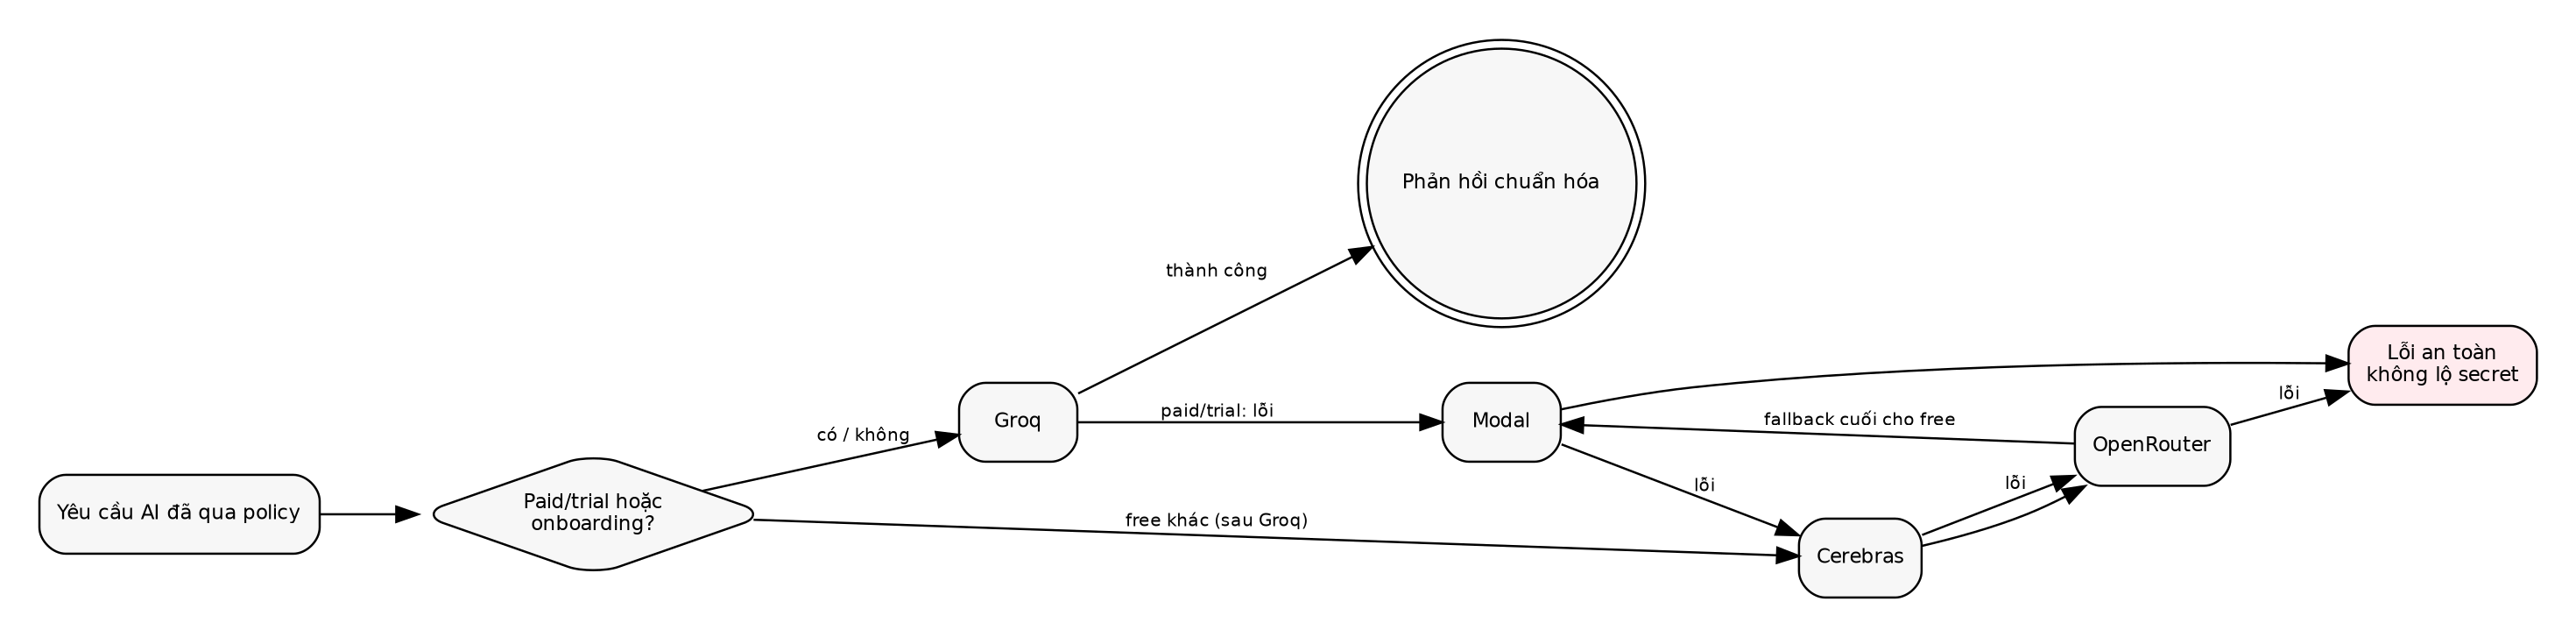 Phản hồi chuẩn hóa
thành công
Lỗi an toàn
không lộ secret
lỗi
paid/trial: lỗi
Groq
Modal
fallback cuối cho free
OpenRouter
có / không
Yêu cầu AI đã qua policy
Paid/trial hoặc
onboarding?
free khác (sau Groq)
lỗi
lỗi
Cerebras